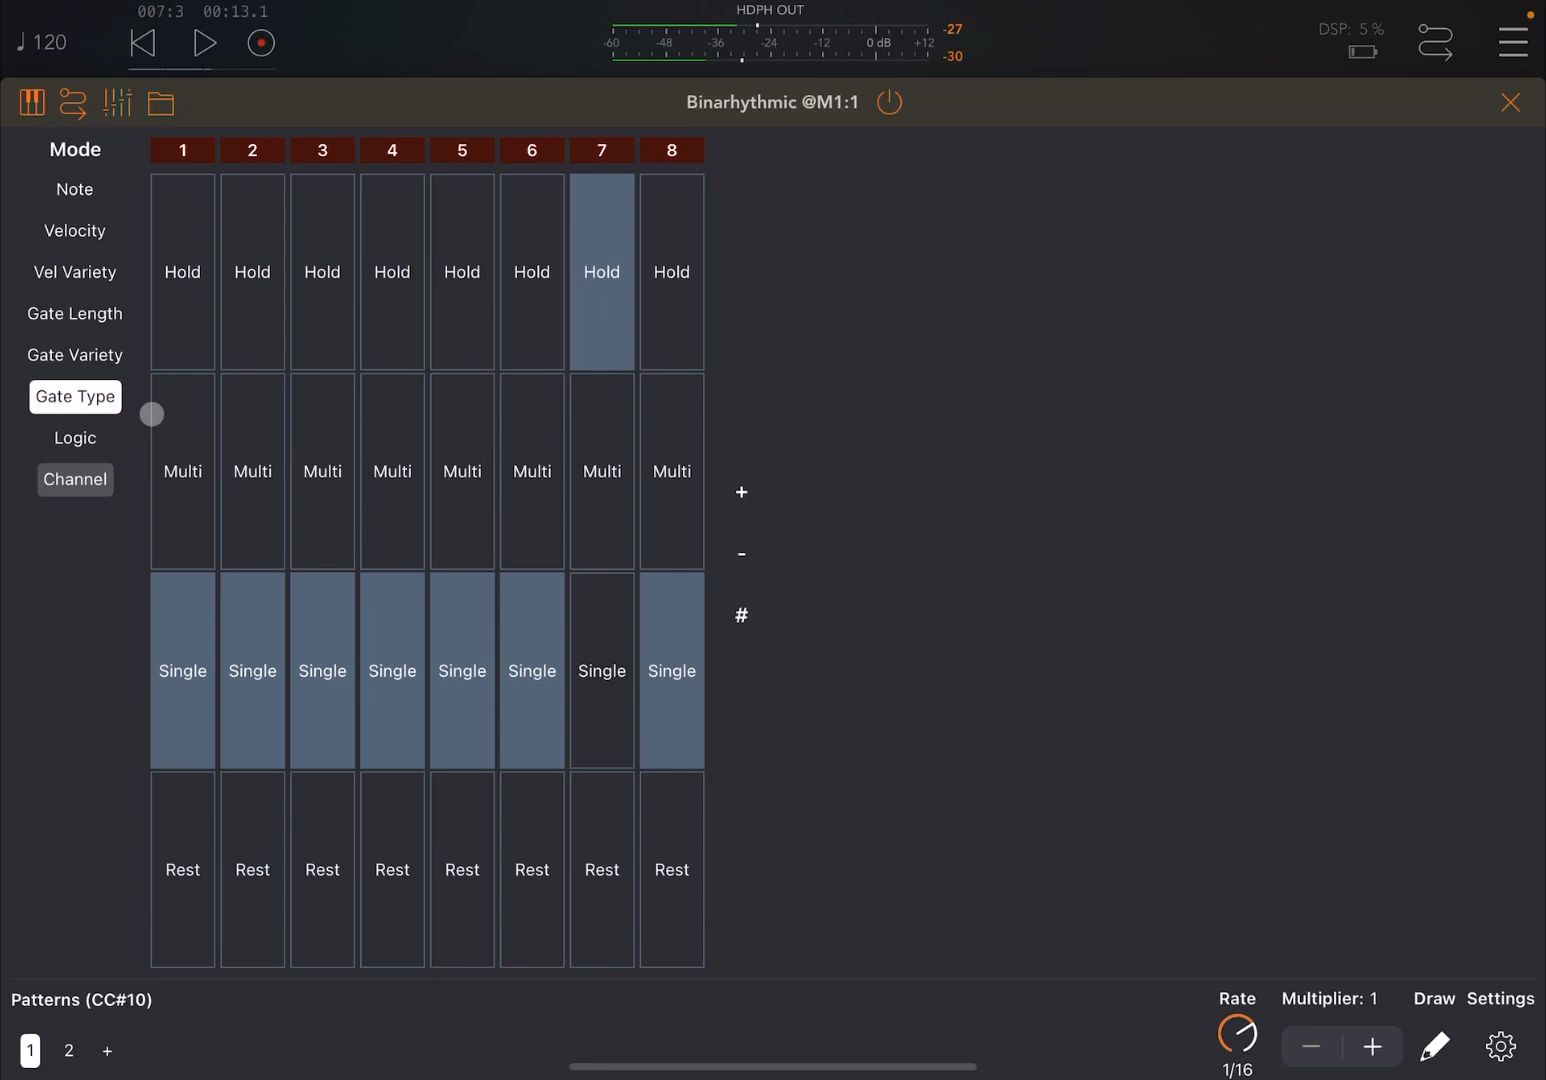 007:3 00:13.1
HDPH OUT
♩ 120
-60 -48 -36 -24 -12 0 dB +12
-27
-30
DSP: 5 %
Binarhythmic @M1:1
Mode
1 2 3 4 5 6 7 8
Note
Velocity
Vel Variety
Gate Length
Gate Variety
Gate Type
Logic
Channel
Hold Hold Hold Hold Hold Hold Hold Hold
Multi Multi Multi Multi Multi Multi Multi Multi
Single Single Single Single Single Single Single Single
Rest Rest Rest Rest Rest Rest Rest Rest
+
-
#
Patterns (CC#10)
1 2 +
Rate
1/16
Multiplier: 1
− +
Draw
Settings